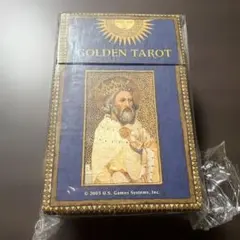 GOLDEN TAROT
© 2003 U.S. Games Systems, Inc.